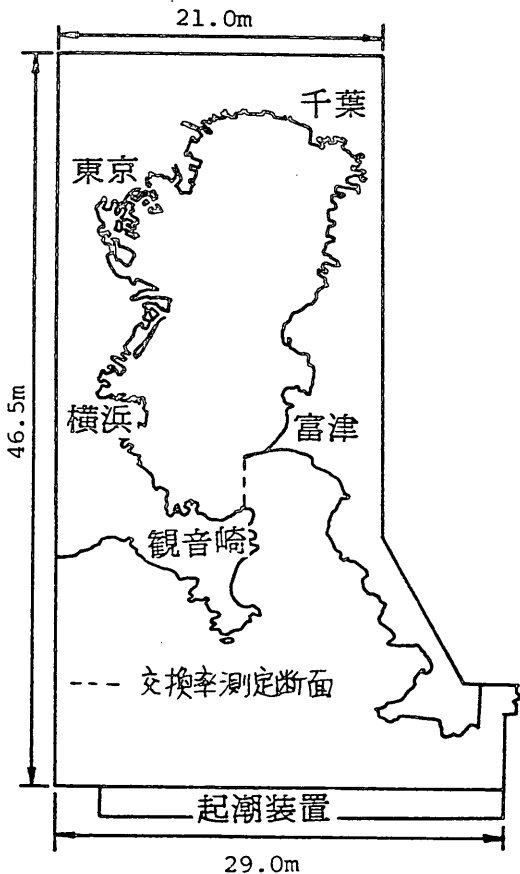 21.0m
千葉
東京
46.5m
横浜
富津
観音崎
--- 交換率測定断面
起潮装置
29.0m